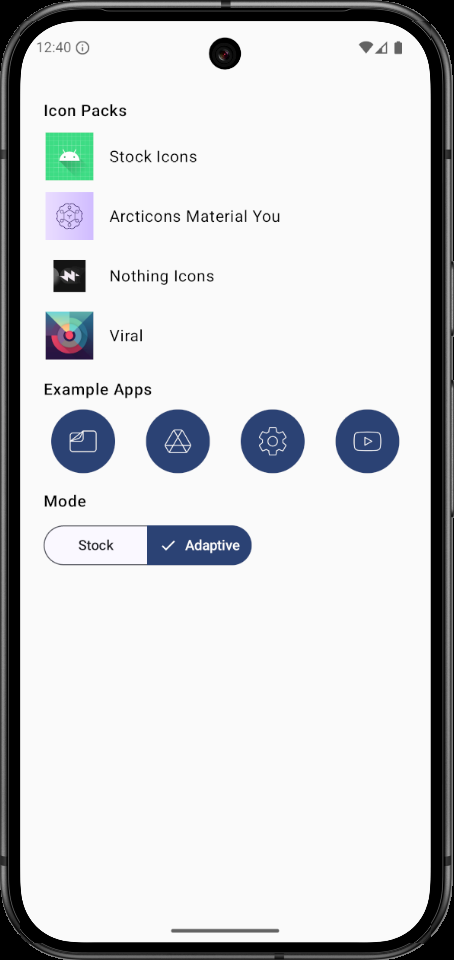 12:40
Icon Packs
Stock Icons
Arcticons Material You
Nothing Icons
Viral
Example Apps
Mode
Stock
Adaptive